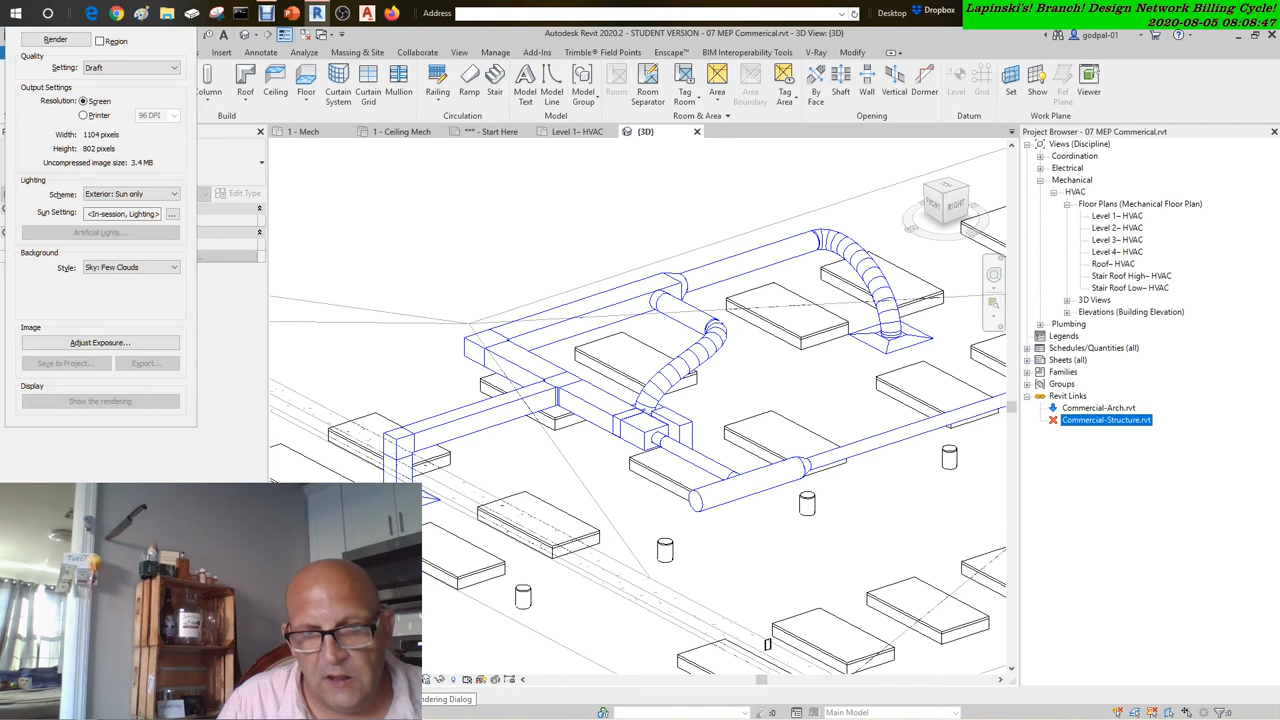 Address
Desktop
Dropbox
Lapinski's! Branch! Design Network Billing Cycle!
2020-08-05 08:08:47
Autodesk Revit 2020.2 - STUDENT VERSION - 07 MEP Commerical.rvt - 3D View: {3D}
godpal-01
Insert Annotate Analyze Massing & Site Collaborate View Manage Add-Ins Trimble® Field Points Enscape™ BIM Interoperability Tools V-Ray Modify
Render
Region
Quality
Setting: Draft
Output Settings
Resolution: Screen
Printer 96 DPI
Width: 1104 pixels
Height: 802 pixels
Uncompressed image size: 3.4 MB
Lighting
Scheme: Exterior: Sun only
Sun Setting: <In-session, Lighting> ...
Artificial Lights...
Background
Style: Sky: Few Clouds
Image
Adjust Exposure...
Save to Project... Export...
Display
Show the rendering
olumn Roof Ceiling Floor Curtain System Curtain Grid Mullion
Build
Railing Ramp Stair
Circulation
Model Text Model Line Model Group
Model
Room Room Separator Tag Room Area Area Boundary Tag Area
Room & Area
By Face Shaft Wall Vertical Dormer
Opening
Level Grid
Datum
Set Show Ref Plane Viewer
Work Plane
1 - Mech
1 - Ceiling Mech
*** - Start Here
Level 1– HVAC
{3D}
Edit Type
FRONT RIGHT
Project Browser - 07 MEP Commerical.rvt
Views (Discipline)
Coordination
Electrical
Mechanical
HVAC
Floor Plans (Mechanical Floor Plan)
Level 1– HVAC
Level 2– HVAC
Level 3– HVAC
Level 4– HVAC
Roof– HVAC
Stair Roof High– HVAC
Stair Roof Low– HVAC
3D Views
Elevations (Building Elevation)
Plumbing
Legends
Schedules/Quantities (all)
Sheets (all)
Families
Groups
Revit Links
Commercial-Arch.rvt
Commercial-Structure.rvt
ndering Dialog
:0
Main Model
:0